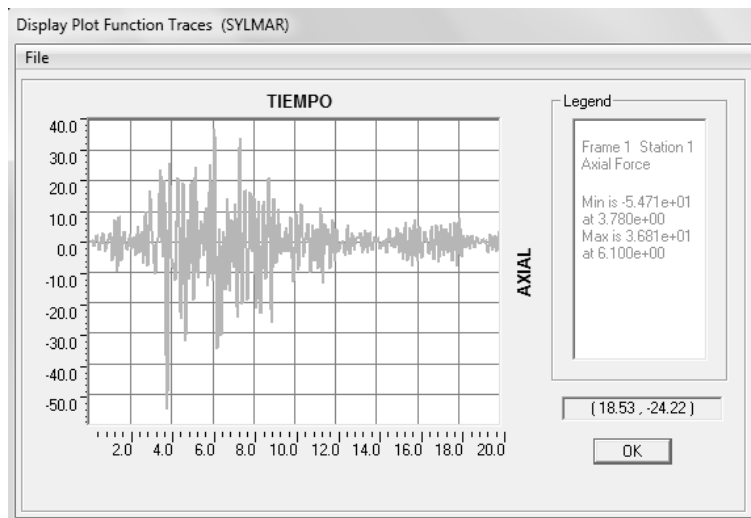 Display Plot Function Traces (SYLMAR)
File
TIEMPO
40.0
30.0
20.0
10.0
0.0
-10.0
-20.0
-30.0
-40.0
-50.0
2.0 4.0 6.0 8.0 10.0 12.0 14.0 16.0 18.0 20.0
AXIAL
Legend
Frame 1 Station 1
Axial Force
Min is -5.471e+01
at 3.780e+00
Max is 3.681e+01
at 6.100e+00
( 18.53 , -24.22 )
OK